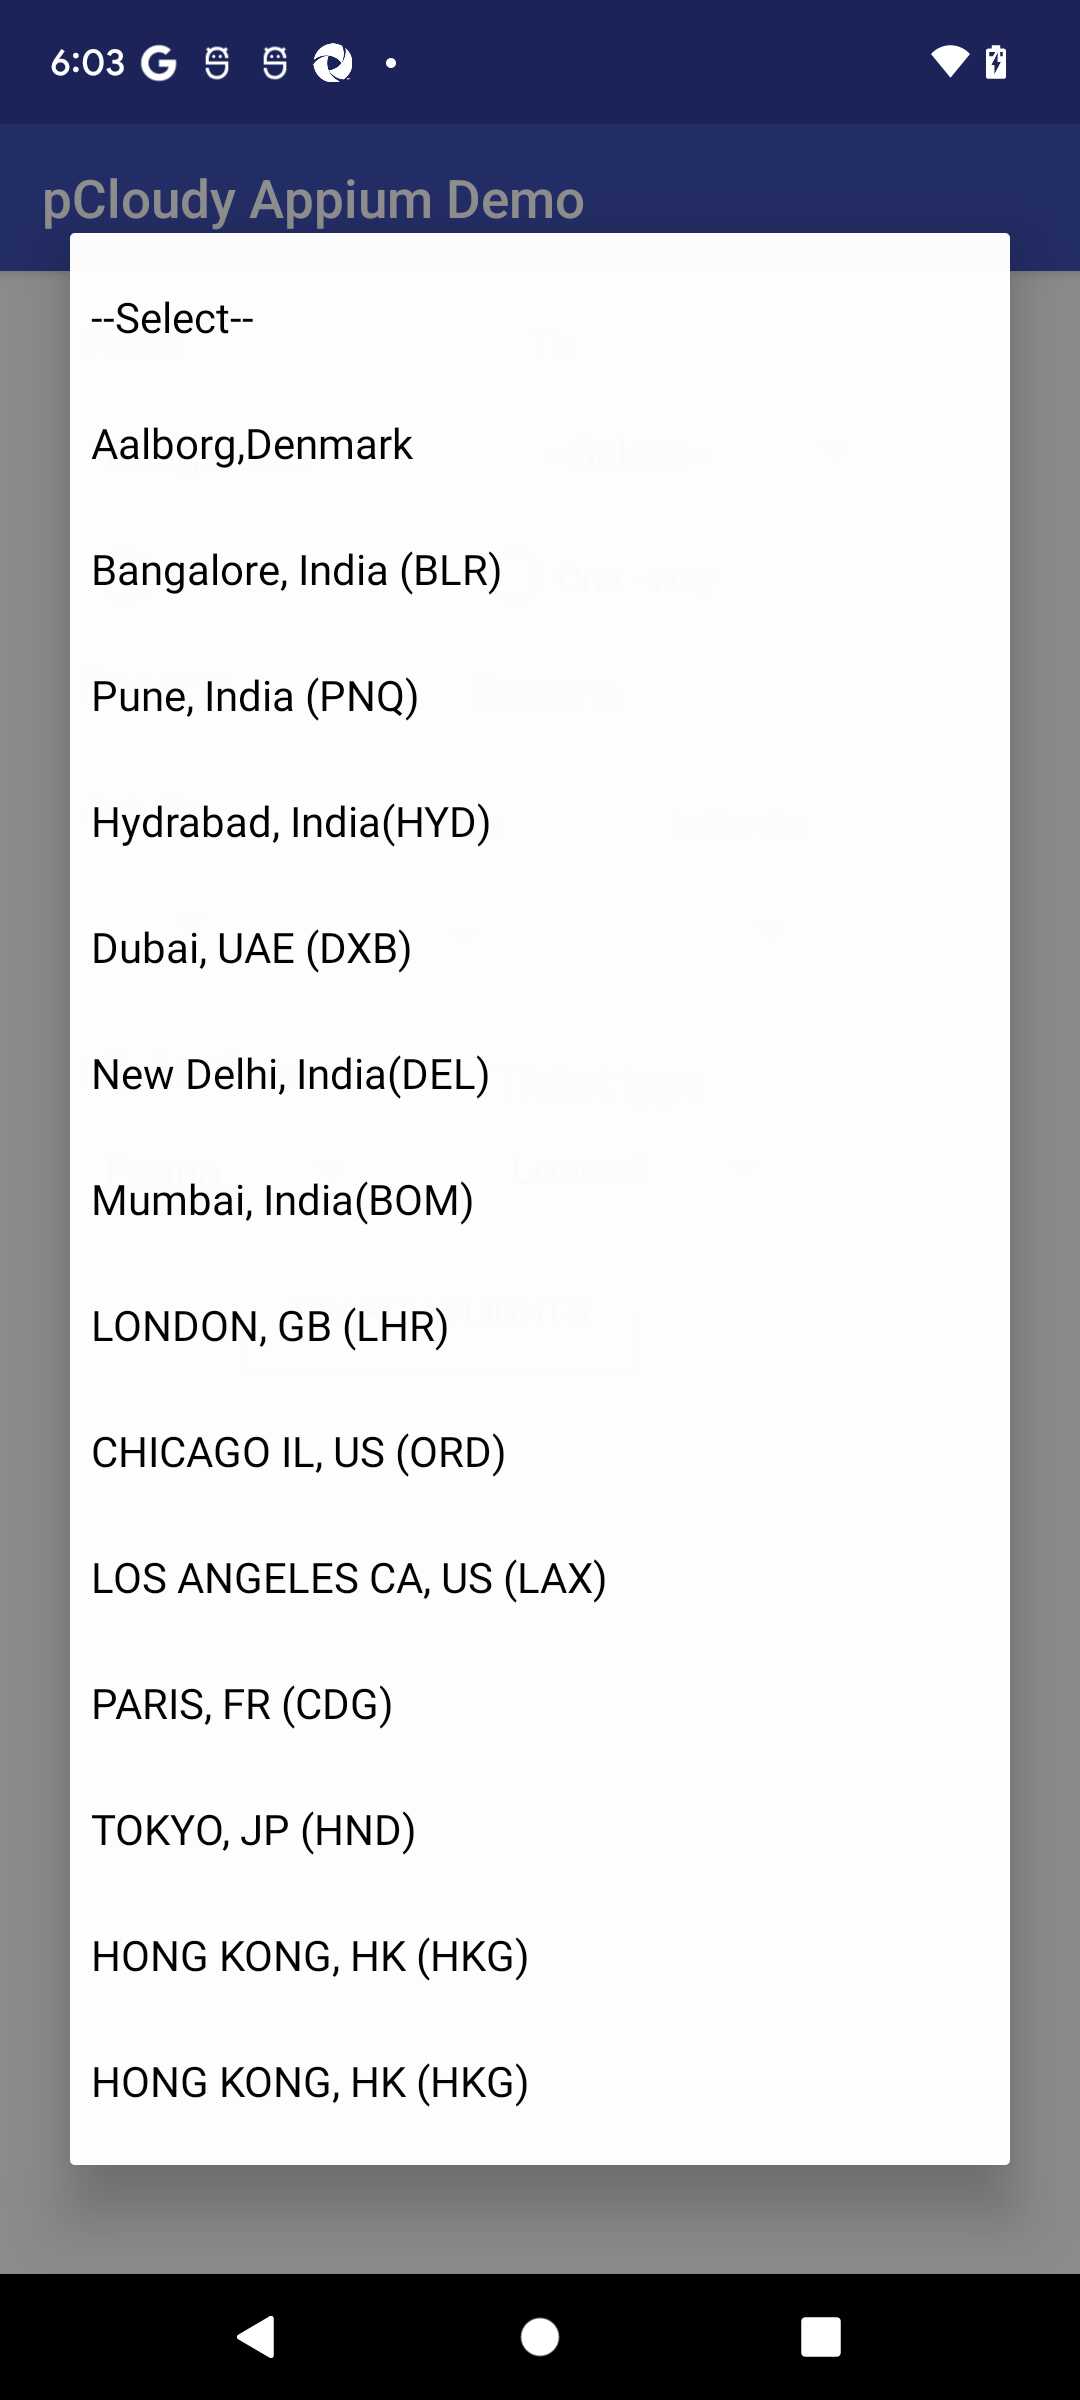 6:03
pCloudy Appium Demo
--Select--
Aalborg,Denmark
Bangalore, India (BLR)
Pune, India (PNQ)
Hydrabad, India(HYD)
Dubai, UAE (DXB)
New Delhi, India(DEL)
Mumbai, India(BOM)
LONDON, GB (LHR)
CHICAGO IL, US (ORD)
LOS ANGELES CA, US (LAX)
PARIS, FR (CDG)
TOKYO, JP (HND)
HONG KONG, HK (HKG)
HONG KONG, HK (HKG)